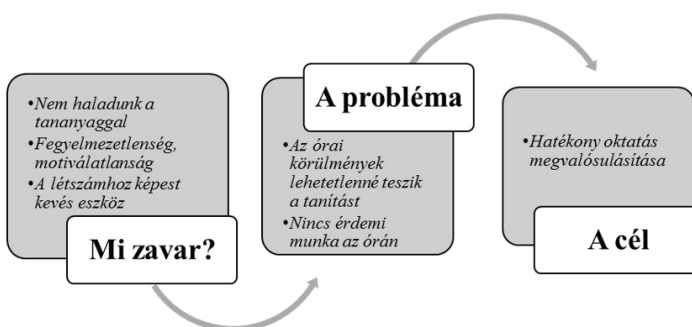 •Nem haladunk a
tananyaggal
•Fegyelmezetlenség,
motiválatlanság
•A létszámhoz képest
kevés eszköz
Mi zavar?
A probléma
•Az órai
körülmények
lehetetlenné teszik
a tanítást
•Nincs érdemi
munka az órán
•Hatékony oktatás
megvalósulásítása
A cél